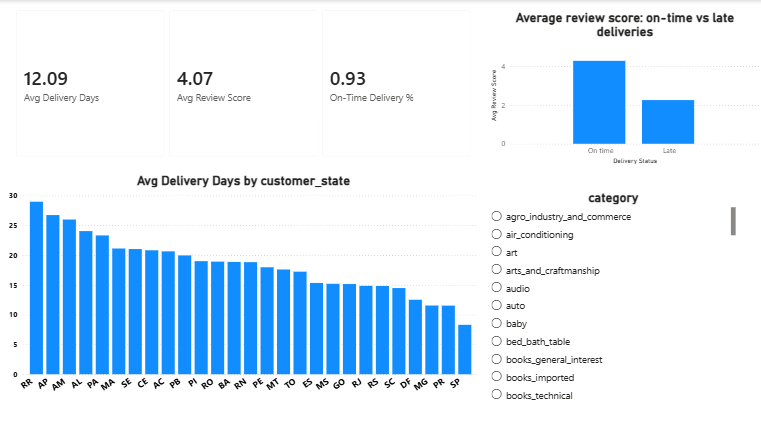 12.09
Avg Delivery Days
4.07
Avg Review Score
0.93
On-Time Delivery %
Average review score: on-time vs late
deliveries
Avg Review Score
4
2
0
On time
Late
Delivery Status
Avg Delivery Days by customer_state
30
25
20
15
10
5
0
RR AP AM AL PA MA SE CE AC PB PI RO BA RN PE MT TO ES MS GO RJ RS SC DF MG PR SP
category
agro_industry_and_commerce
air_conditioning
art
arts_and_craftmanship
audio
auto
baby
bed_bath_table
books_general_interest
books_imported
books_technical